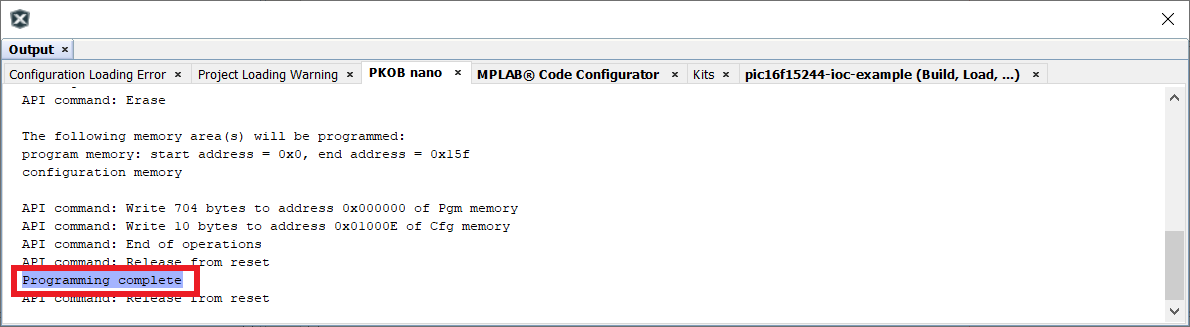 Output ×
Configuration Loading Error × Project Loading Warning × PKOB nano × MPLAB® Code Configurator × Kits × pic16f15244-ioc-example (Build, Load, ...) ×
API command: Erase
The following memory area(s) will be programmed:
program memory: start address = 0x0, end address = 0x15f
configuration memory
API command: Write 704 bytes to address 0x000000 of Pgm memory
API command: Write 10 bytes to address 0x01000E of Cfg memory
API command: End of operations
API command: Release from reset
Programming complete
API command: Release from reset